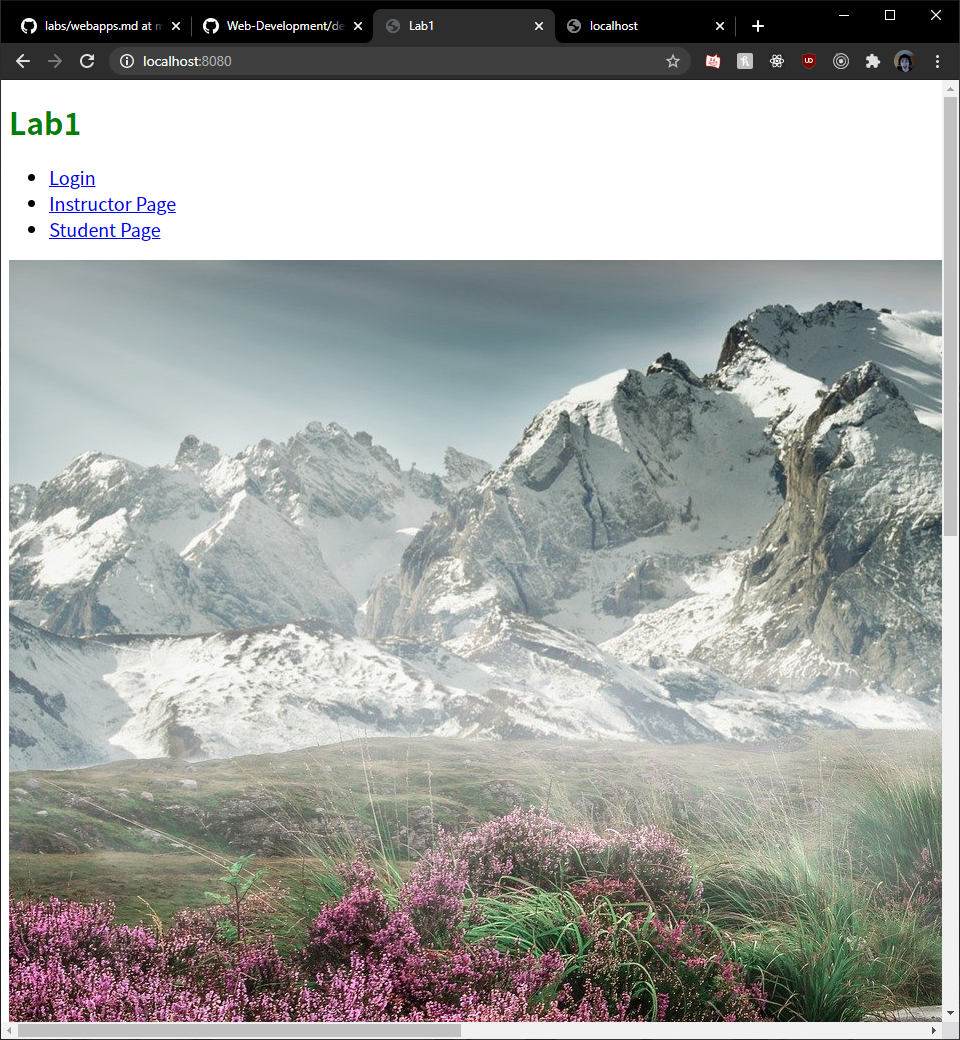 labs/webapps.md at m
Web-Development/de
Lab1
localhost
localhost:8080
Lab1
Login
Instructor Page
Student Page